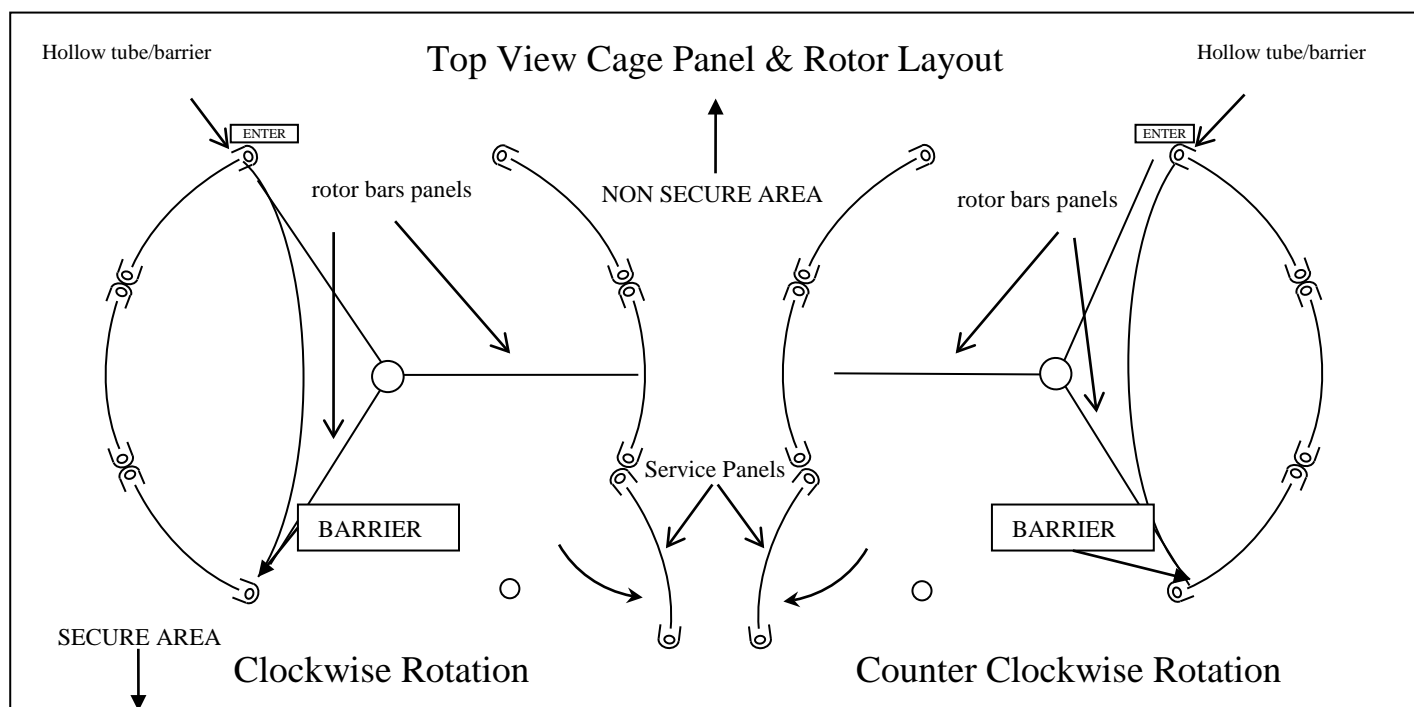 Hollow tube/barrier
Top View Cage Panel & Rotor Layout
Hollow tube/barrier
ENTER
ENTER
rotor bars panels
NON SECURE AREA
rotor bars panels
Service Panels
BARRIER
BARRIER
SECURE AREA
Clockwise Rotation
Counter Clockwise Rotation